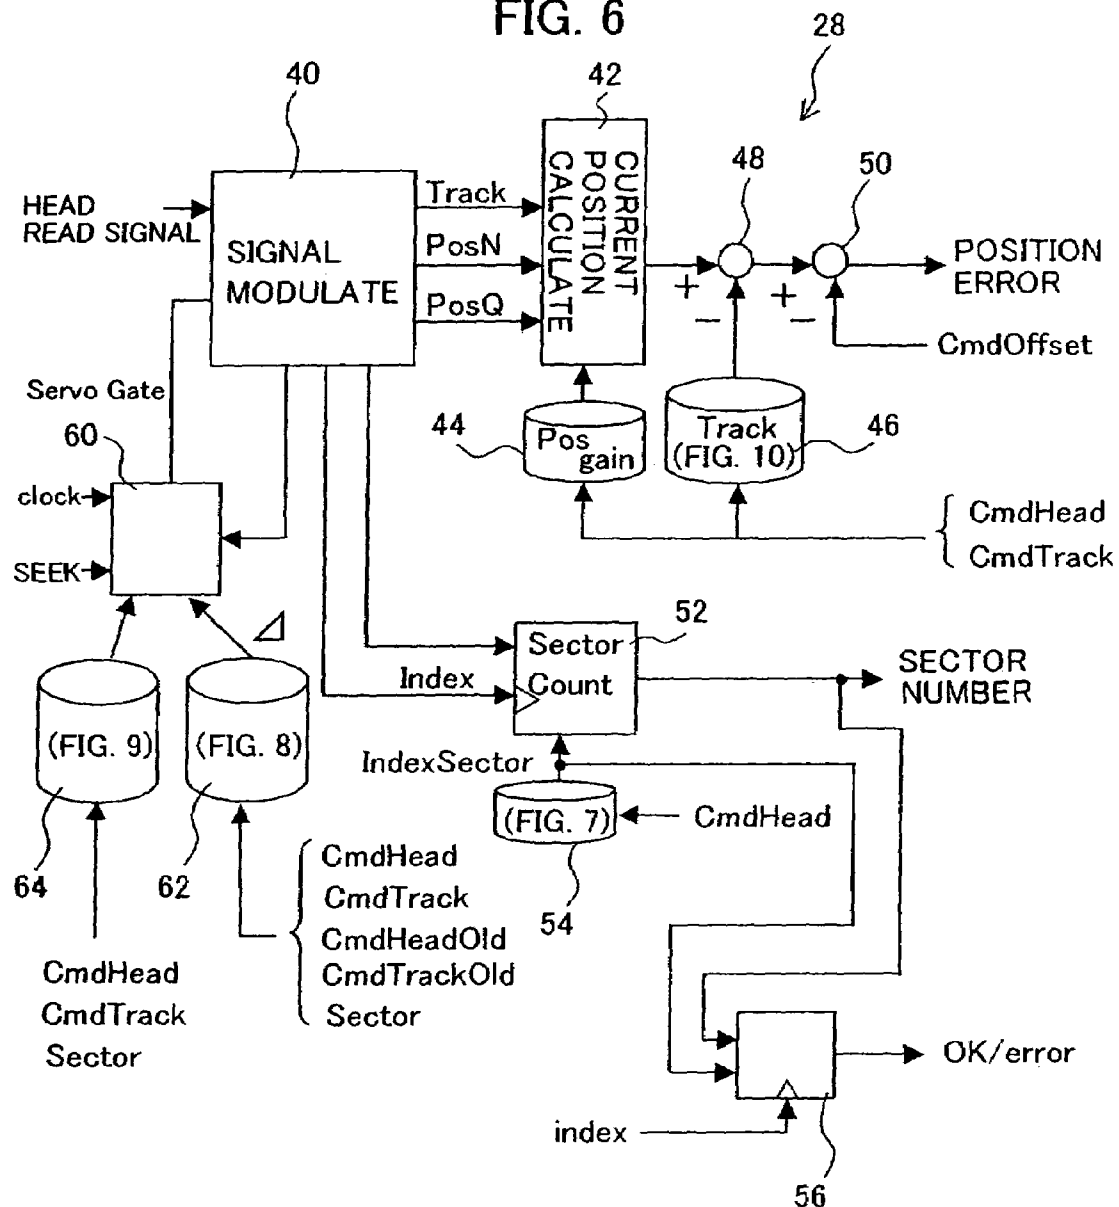 FIG. 6
28
40
42
48
50
HEAD
READ SIGNAL
SIGNAL
MODULATE
Track
PosN
PosQ
CURRENT
POSITION
CALCULATE
+
−
+
−
POSITION
ERROR
CmdOffset
Servo Gate
60
clock
SEEK
44
Pos
gain
Track
(FIG. 10)
46
CmdHead
CmdTrack
52
Sector
Count
Index
SECTOR
NUMBER
(FIG. 9)
(FIG. 8)
IndexSector
(FIG. 7)
CmdHead
64
62
54
CmdHead
CmdTrack
CmdHeadOld
CmdTrackOld
Sector
CmdHead
CmdTrack
Sector
OK/error
index
56